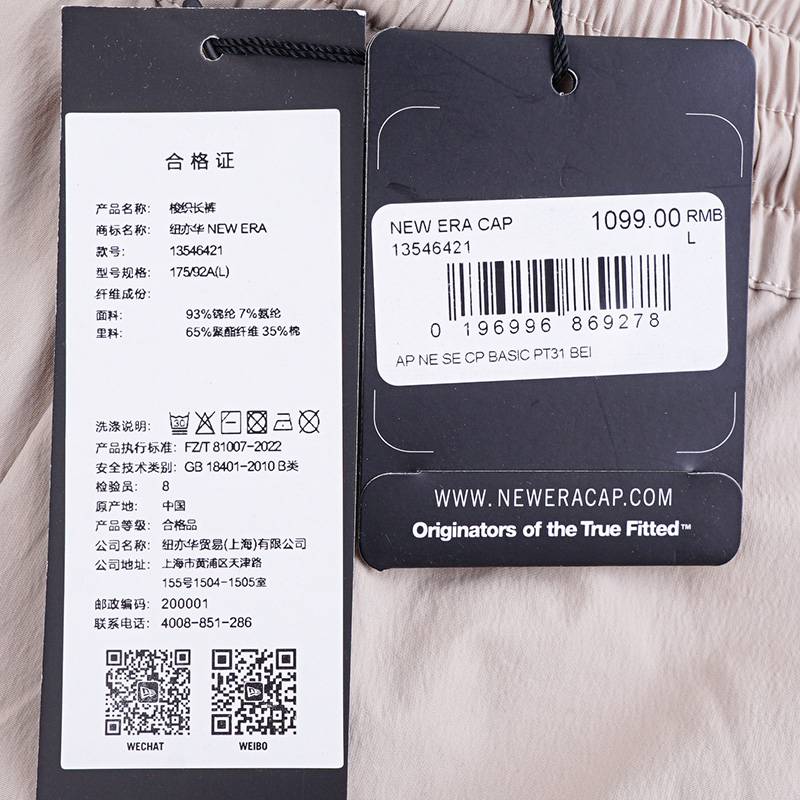 合格证
产品名称: 梭织长裤
商标名称: 纽亦华 NEW ERA
款号: 13546421
型号规格: 175/92A(L)
纤维成份:
面料: 93%锦纶 7%氨纶
里料: 65%聚酯纤维 35%棉
洗涤说明: 30
产品执行标准: FZ/T 81007-2022
安全技术类别: GB 18401-2010 B类
检验员: 8
原产地: 中国
产品等级: 合格品
公司名称: 纽亦华贸易(上海)有限公司
公司地址: 上海市黄浦区天津路
155号1504-1505室
邮政编码: 200001
联系电话: 4008-851-286
WECHAT WEIBO
NEW ERA CAP 1099.00 RMB
13546421 L
0 196996 869278
AP NE SE CP BASIC PT31 BEI
WWW.NEWERACAP.COM
Originators of the True Fitted™